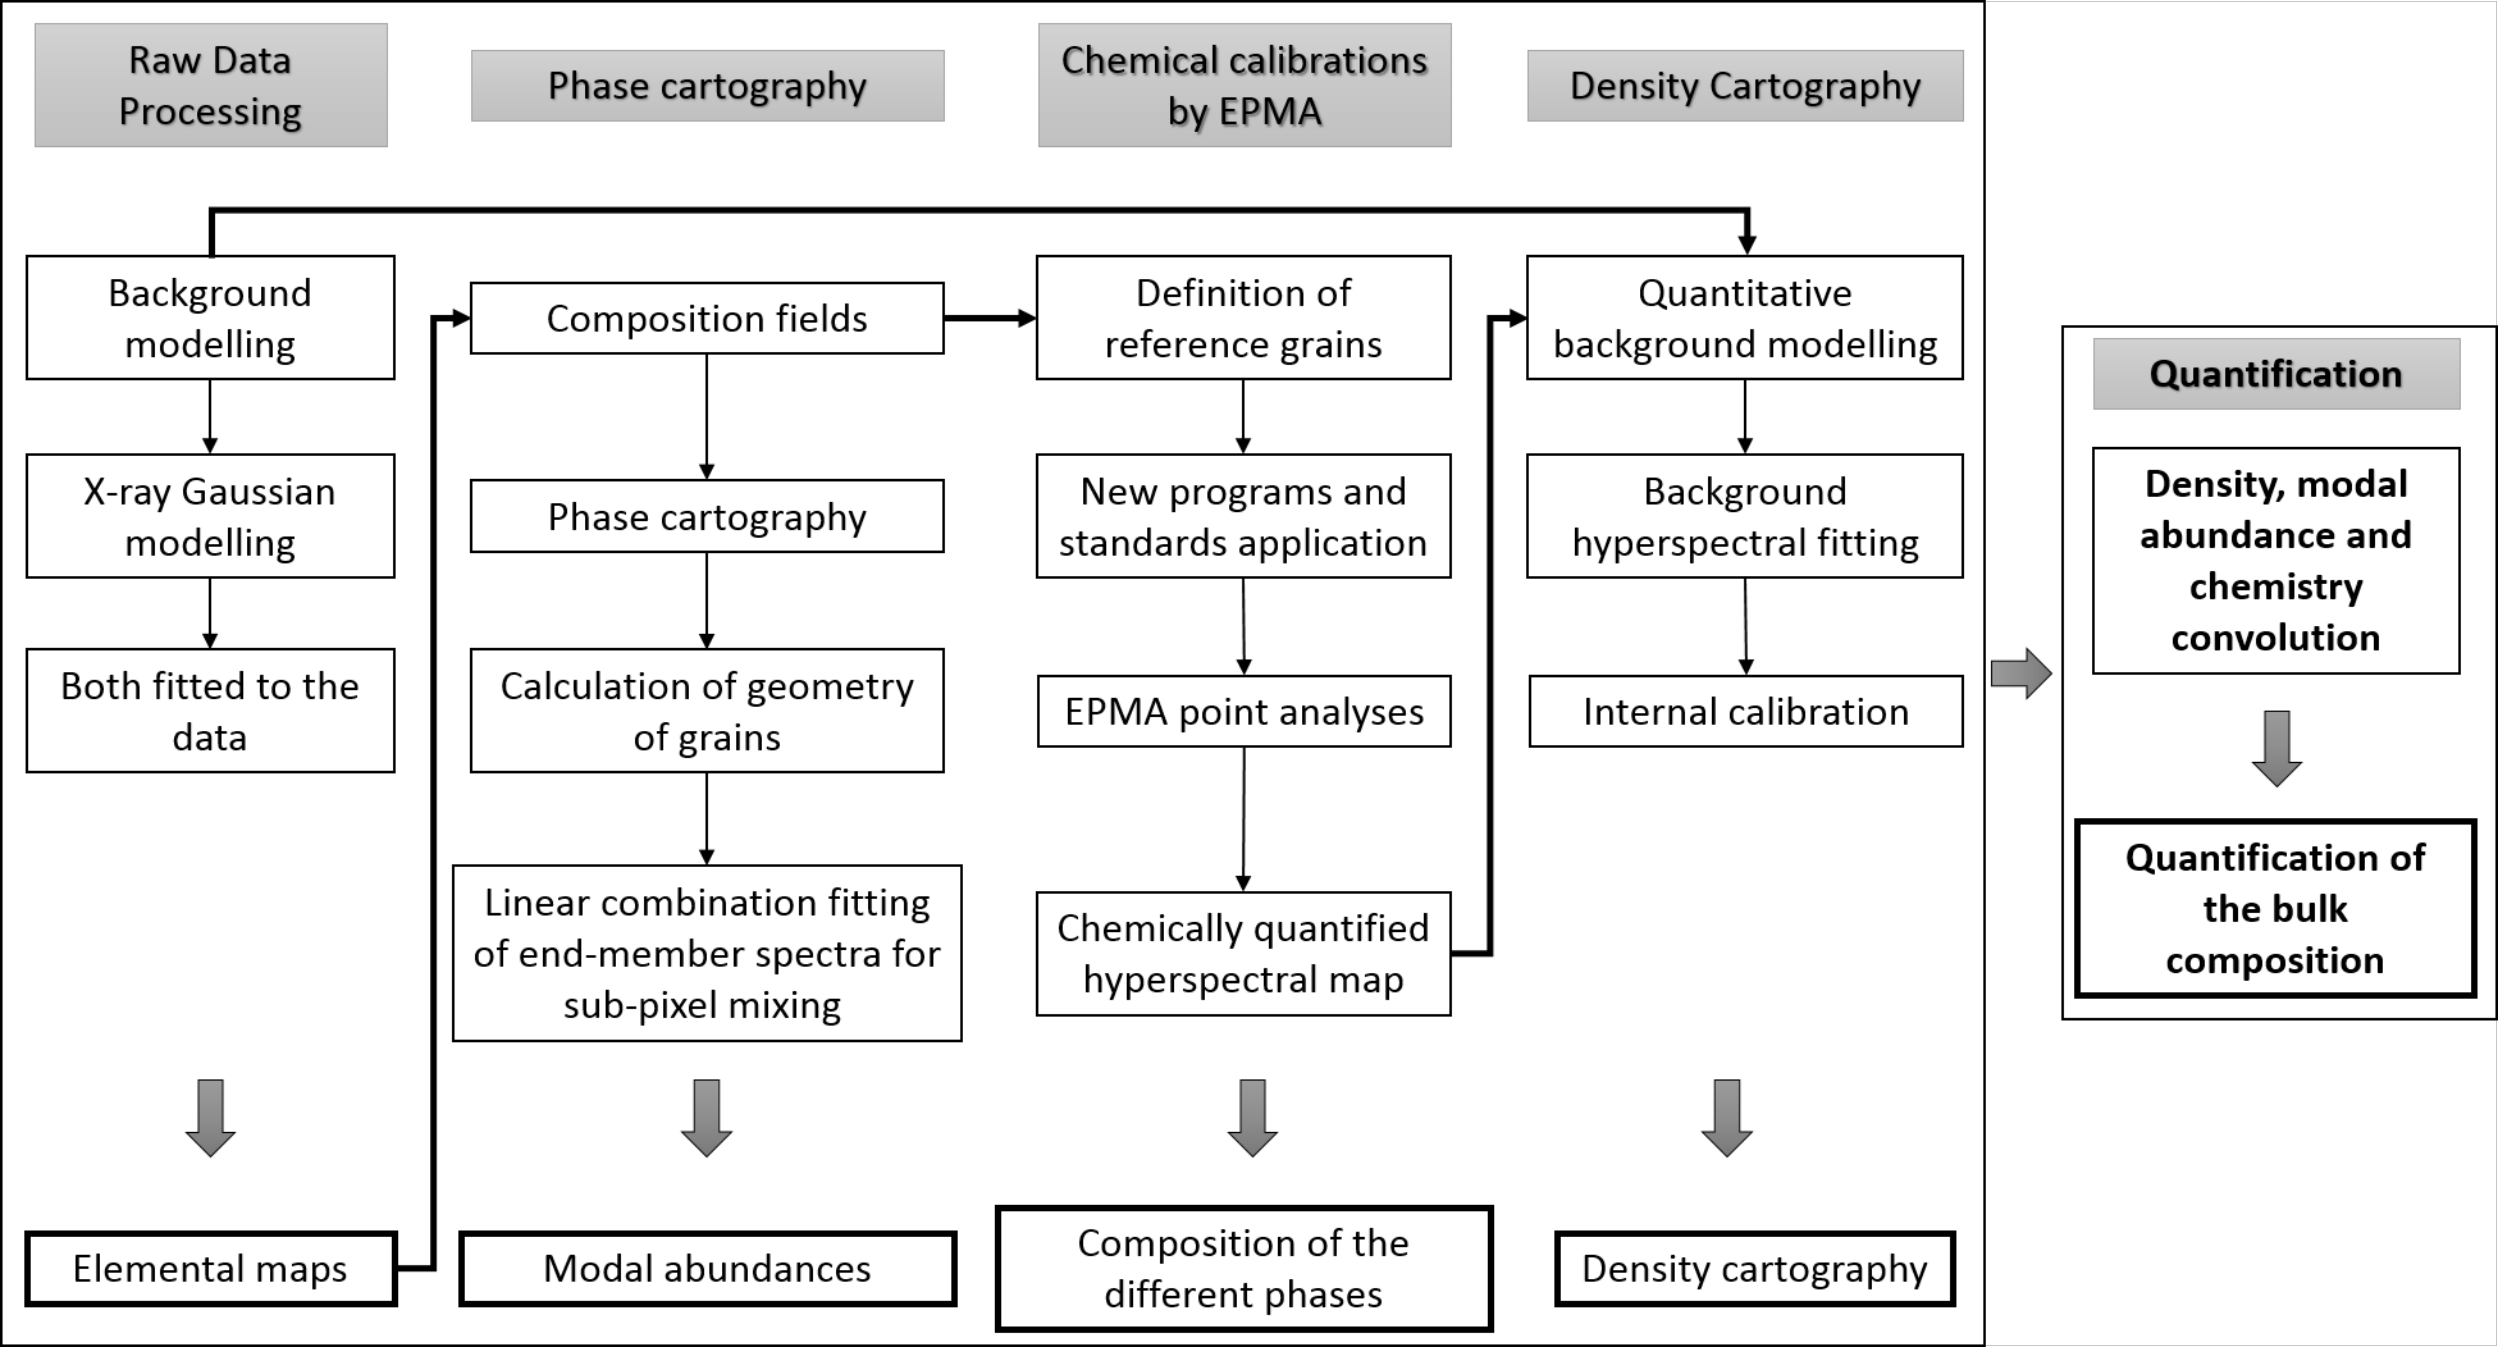 Raw Data
Processing
Phase cartography
Chemical calibrations
by EPMA
Density Cartography
Background
modelling
X-ray Gaussian
modelling
Both fitted to the
data
Elemental maps
Composition fields
Phase cartography
Calculation of geometry
of grains
Linear combination fitting
of end-member spectra for
sub-pixel mixing
Modal abundances
Definition of
reference grains
New programs and
standards application
EPMA point analyses
Chemically quantified
hyperspectral map
Composition of the
different phases
Quantitative
background modelling
Background
hyperspectral fitting
Internal calibration
Density cartography
Quantification
Density, modal
abundance and
chemistry
convolution
Quantification of
the bulk
composition